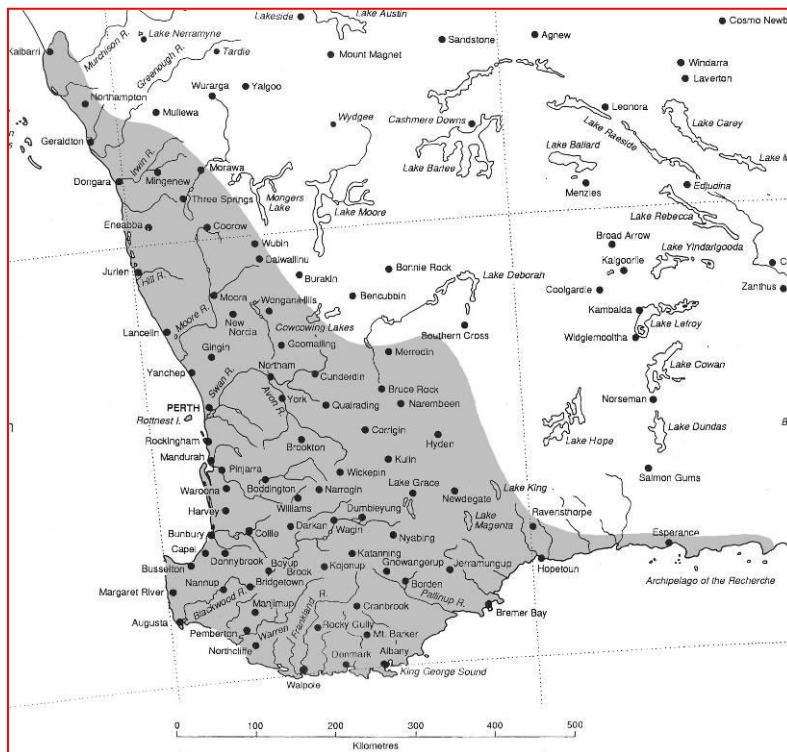 Lakeside
Lake Austin
Cosmo Newb
Lake Nerramyne
Sandstone
Agnew
Kalbarri
Murchison R.
Tardie
Mount Magnet
Windarra
Greenough R.
Laverton
Wurarga
Yalgoo
Northampton
Mullewa
Wydgee
Cashmere Downs
Leonora
Lake Carey
Geraldton
Lake Raeside
Irwin R.
Lake Ballard
Lake Barlee
Morawa
Mingenew
Dongara
Menzies
Edjudina
Three Springs
Mongers
Lake
Lake Moore
Lake Rebecca
Eneabba
Coorow
Wubin
Broad Arrow
Lake Yindarlgooda
Dalwallinu
Kalgoorlie
Jurien
Hill R.
Burakin
Bonnie Rock
Lake Deborah
Coolgardie
Zanthus
Moora
Wongan Hills
Bencubbin
Moore R.
New
Norcia
Cowcowing Lakes
Southern Cross
Kambalda
Lake Lefroy
Lancelin
Widgiemooltha
Gingin
Goomalling
Merredin
Lake Cowan
Yanchep
Swan R.
Northam
Cunderdin
Bruce Rock
Norseman
PERTH
Avon R.
York
Quairading
Narembeen
Rottnest I.
Lake Dundas
Rockingham
Corrigin
Hyden
Lake Hope
Brookton
Mandurah
Pinjarra
Kulin
Wickepin
Salmon Gums
Waroona
Boddington
Narrogin
Lake Grace
Lake King
Williams
Newdegate
Harvey
Dumbleyung
Lake
Magenta
Ravensthorpe
Bunbury
Collie
Darkan
Wagin
Nyabing
Esperance
Capel
Donnybrook
Katanning
Boyup
Brook
Kojonup
Gnowangerup
Jerramungup
Hopetoun
Busselton
Nannup
Bridgetown
Borden
Archipelago of the Recherche
Margaret River
Blackwood R.
Manjimup
Frankland R.
Cranbrook
Pallinup R.
Bremer Bay
Augusta
Pemberton
Warren
Rocky Gully
Mt. Barker
Northcliffe
Denmark
Albany
King George Sound
Walpole
0 100 200 300 400 500
Kilometres